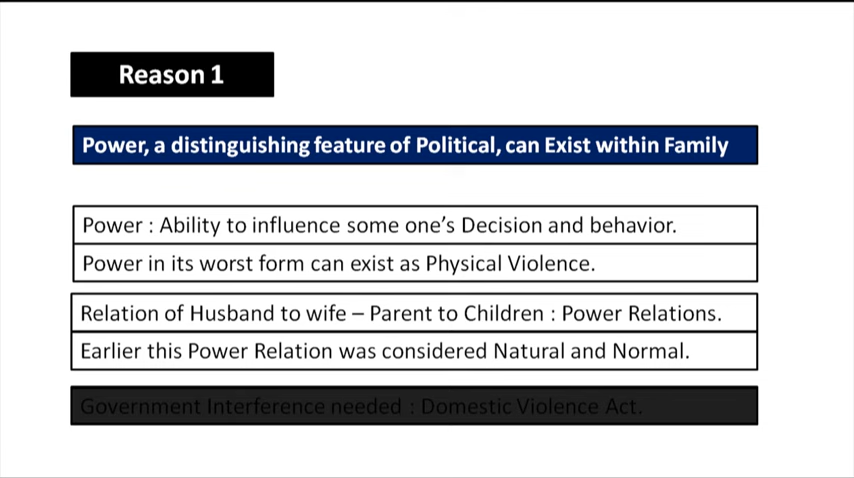 Reason 1
Power, a distinguishing feature of Political, can Exist within Family
Power : Ability to influence some one's Decision and behavior.
Power in its worst form can exist as Physical Violence.
Relation of Husband to wife – Parent to Children : Power Relations.
Earlier this Power Relation was considered Natural and Normal.
Government Interference needed : Domestic Violence Act.